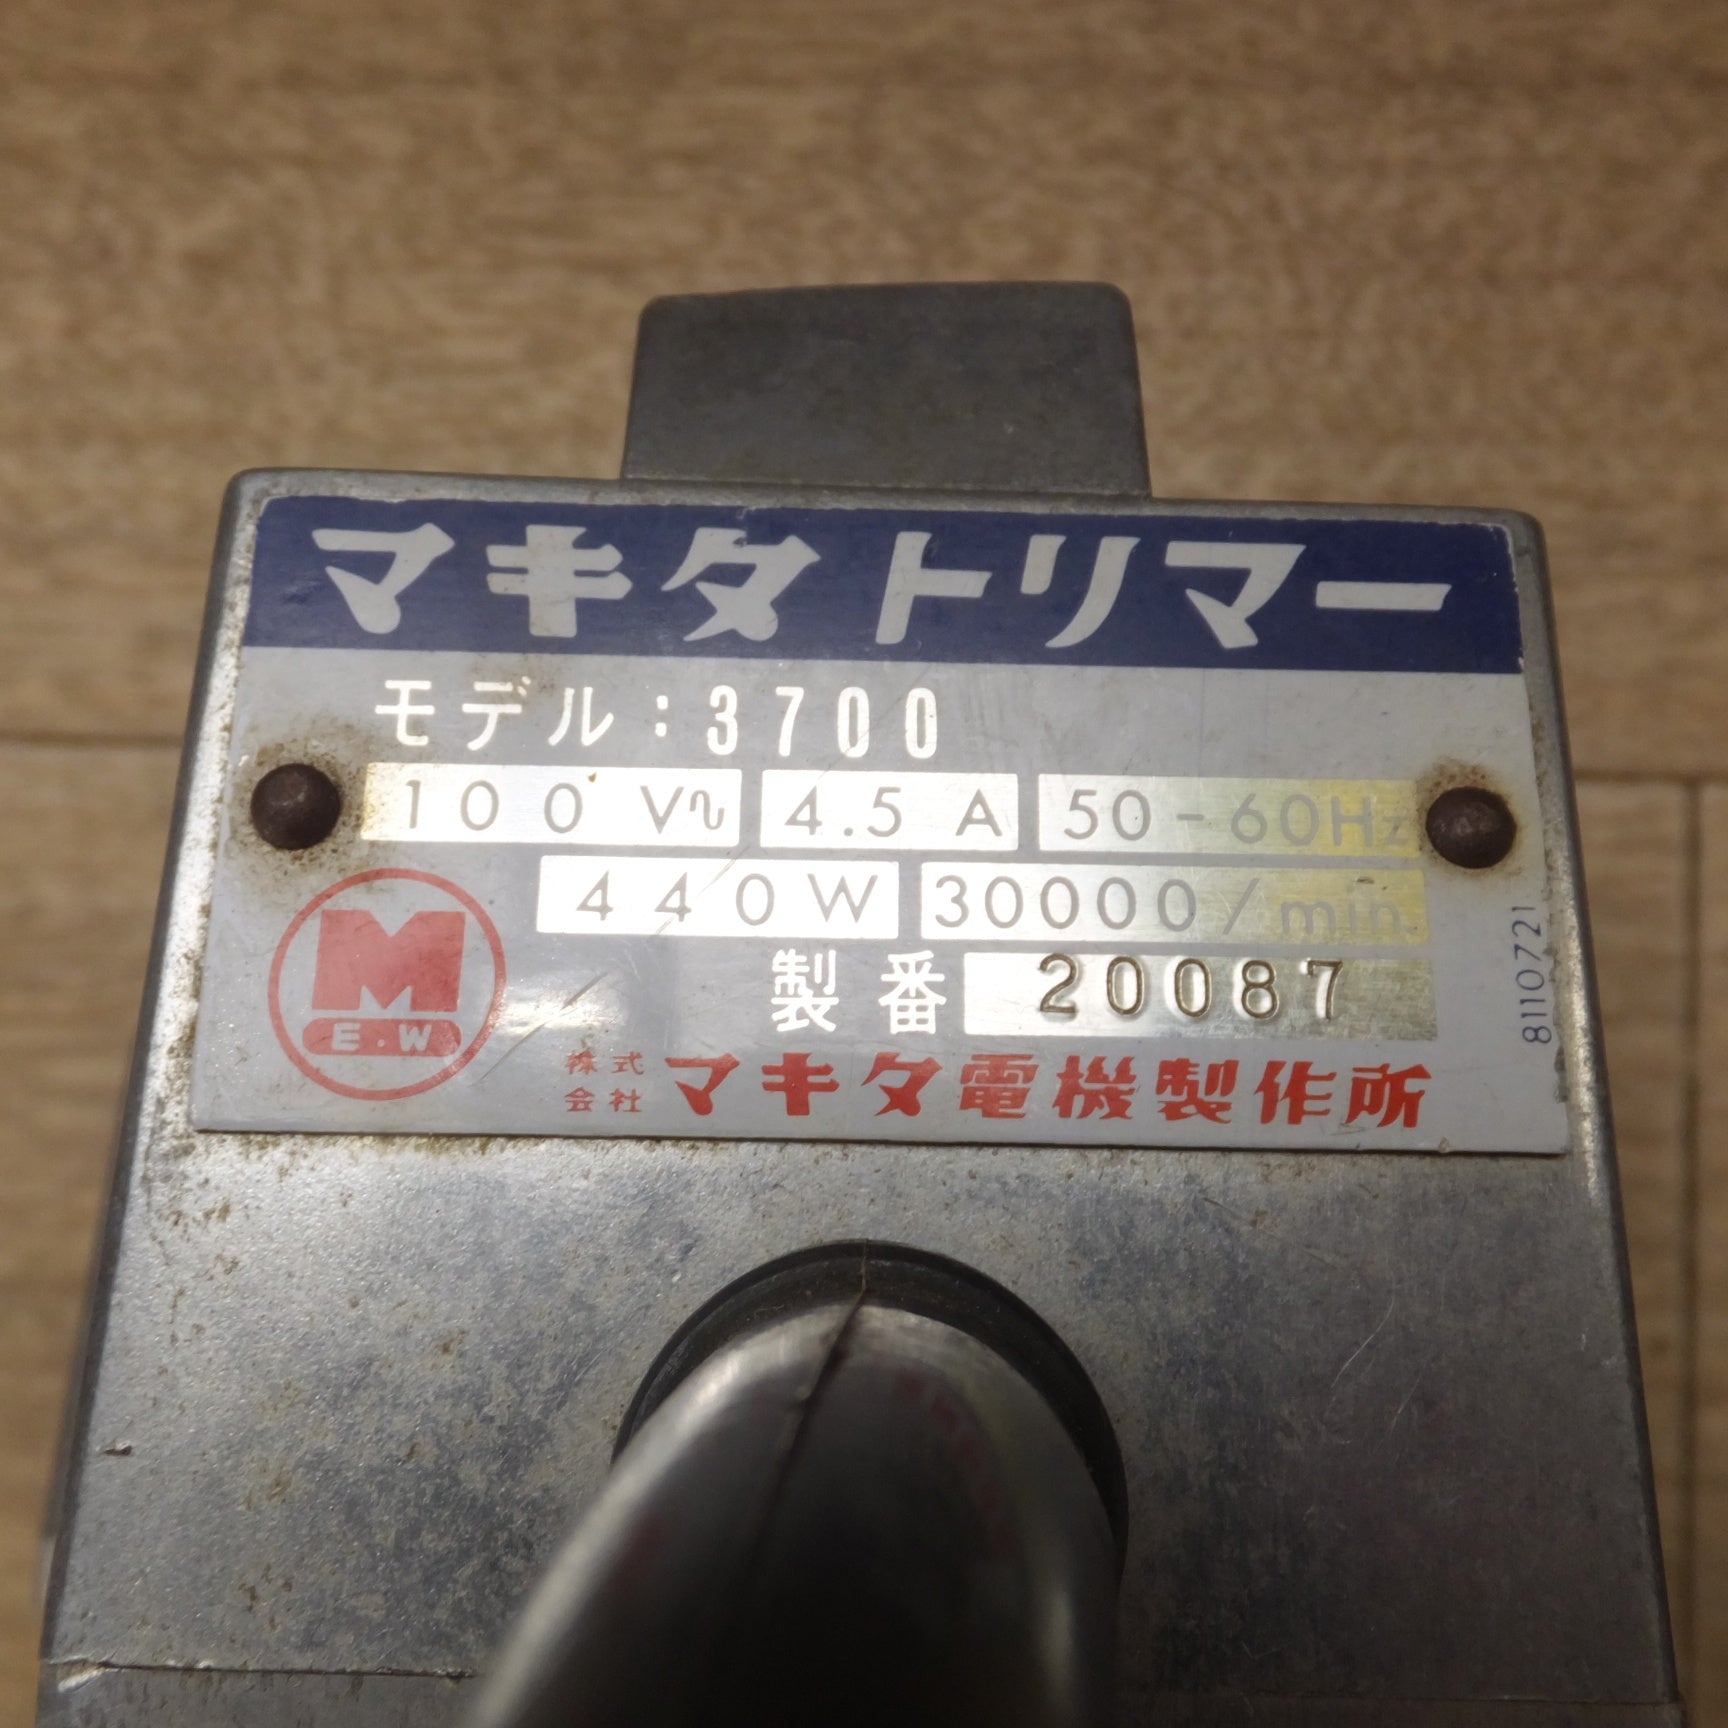 マキタトリマー
モデル:3700
100 V∿ 4.5 A 50-60Hz
440W 30000/min.
製番 20087
8110721
M
E・W
株式会社 マキタ電機製作所